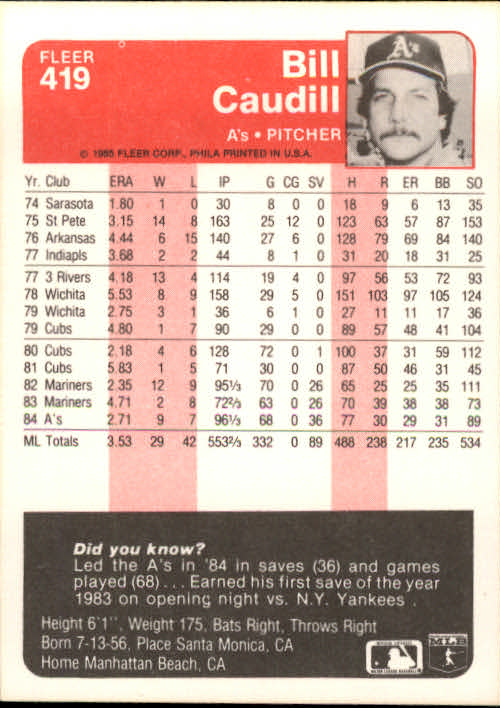 FLEER
419
Bill
Caudill
A's • PITCHER
© 1985 FLEER CORP., PHILA PRINTED IN U.S.A.
A's
Yr. Club ERA W L IP G CG SV H R ER BB SO
74 Sarasota 1.80 1 0 30 8 0 0 18 9 6 13 35
75 St Pete 3.15 14 8 163 25 12 0 123 63 57 87 153
76 Arkansas 4.44 6 15 140 27 6 0 128 79 69 84 140
77 Indiapls 3.68 2 2 44 8 1 0 31 20 18 31 25
77 3 Rivers 4.18 13 4 114 19 4 0 97 56 53 72 93
78 Wichita 5.53 8 9 158 29 5 0 151 103 97 105 124
79 Wichita 2.75 3 1 36 6 1 0 27 11 11 17 36
79 Cubs 4.80 1 7 90 29 0 0 89 57 48 41 104
80 Cubs 2.18 4 6 128 72 0 1 100 37 31 59 112
81 Cubs 5.83 1 5 71 30 0 0 87 50 46 31 45
82 Mariners 2.35 12 9 95⅓ 70 0 26 65 25 25 35 111
83 Mariners 4.71 2 8 72⅔ 63 0 26 70 39 38 38 73
84 A's 2.71 9 7 96⅓ 68 0 36 77 30 29 31 89
ML Totals 3.53 29 42 553⅔ 332 0 89 488 238 217 235 534
Did you know?
Led the A's in '84 in saves (36) and games
played (68)... Earned his first save of the year
1983 on opening night vs. N.Y. Yankees .
Height 6'1'', Weight 175, Bats Right, Throws Right
Born 7-13-56, Place Santa Monica, CA
Home Manhattan Beach, CA
MAJOR LEAGUE BASEBALL
MLB